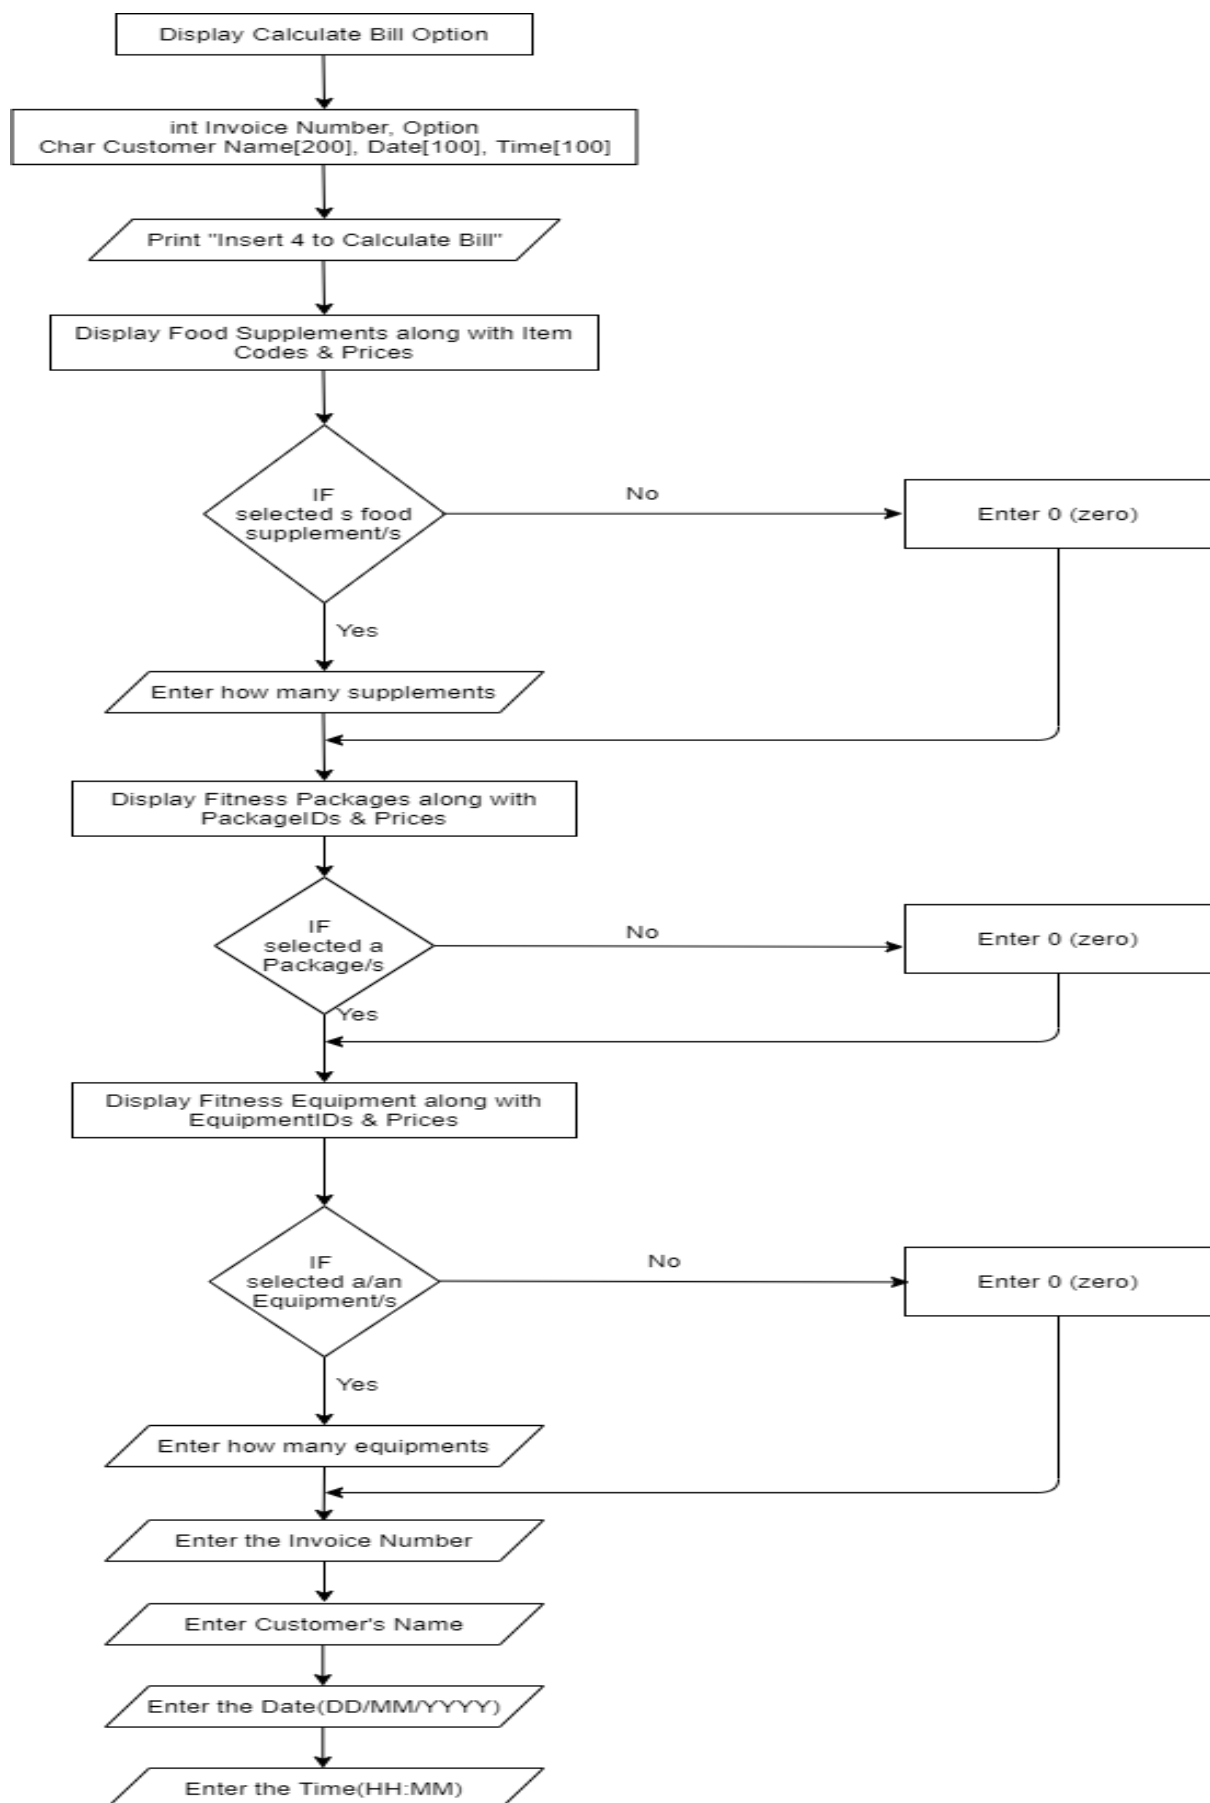 Display Calculate Bill Option
int Invoice Number, Option
Char Customer Name[200], Date[100], Time[100]
Print "Insert 4 to Calculate Bill"
Display Food Supplements along with Item
Codes & Prices
IF
selected s food
supplement/s
No
Enter 0 (zero)
Yes
Enter how many supplements
Display Fitness Packages along with
PackageIDs & Prices
IF
selected a
Package/s
No
Enter 0 (zero)
Yes
Display Fitness Equipment along with
EquipmentIDs & Prices
IF
selected a/an
Equipment/s
No
Enter 0 (zero)
Yes
Enter how many equipments
Enter the Invoice Number
Enter Customer's Name
Enter the Date(DD/MM/YYYY)
Enter the Time(HH:MM)